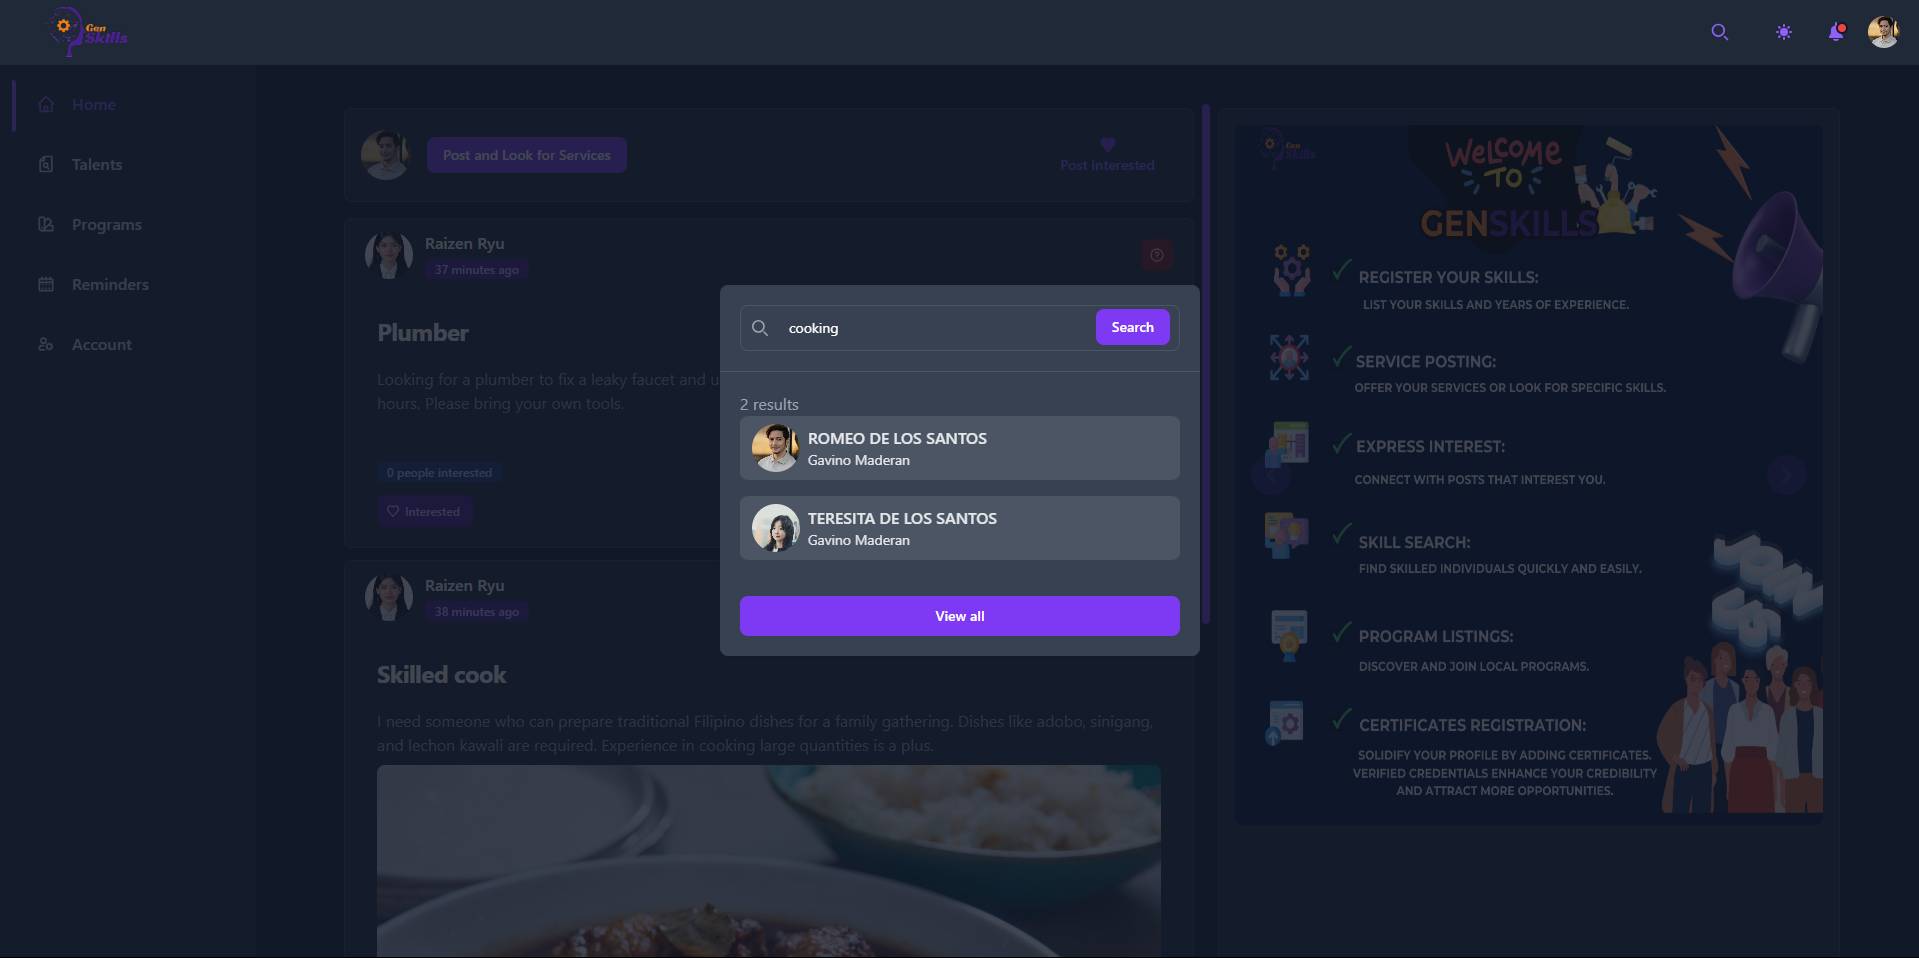 Gen
Skills
Home
Talents
Programs
Reminders
Account
Post and Look for Services
Post interested
Raizen Ryu
37 minutes ago
Plumber
Looking for a plumber to fix a leaky faucet and u
hours. Please bring your own tools.
0 people interested
Interested
Raizen Ryu
38 minutes ago
Skilled cook
I need someone who can prepare traditional Filipino dishes for a family gathering. Dishes like adobo, sinigang,
and lechon kawali are required. Experience in cooking large quantities is a plus.
cooking
Search
2 results
ROMEO DE LOS SANTOS
Gavino Maderan
TERESITA DE LOS SANTOS
Gavino Maderan
View all
Gen
Skills
WELCOME
TO
GENSKILLS
REGISTER YOUR SKILLS:
LIST YOUR SKILLS AND YEARS OF EXPERIENCE.
SERVICE POSTING:
OFFER YOUR SERVICES OR LOOK FOR SPECIFIC SKILLS.
EXPRESS INTEREST:
CONNECT WITH POSTS THAT INTEREST YOU.
SKILL SEARCH:
FIND SKILLED INDIVIDUALS QUICKLY AND EASILY.
PROGRAM LISTINGS:
DISCOVER AND JOIN LOCAL PROGRAMS.
CERTIFICATES REGISTRATION:
SOLIDIFY YOUR PROFILE BY ADDING CERTIFICATES.
VERIFIED CREDENTIALS ENHANCE YOUR CREDIBILITY
AND ATTRACT MORE OPPORTUNITIES.
JOIN
US